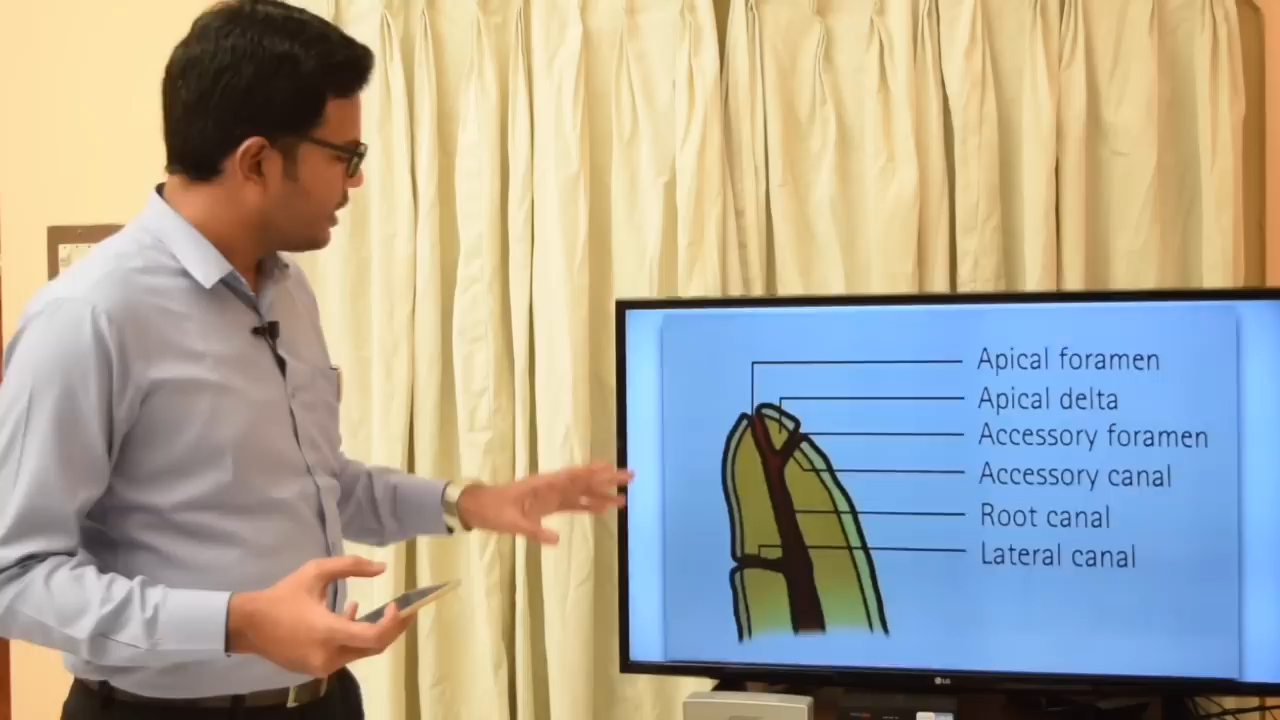 Apical foramen
Apical delta
Accessory foramen
Accessory canal
Root canal
Lateral canal
LG